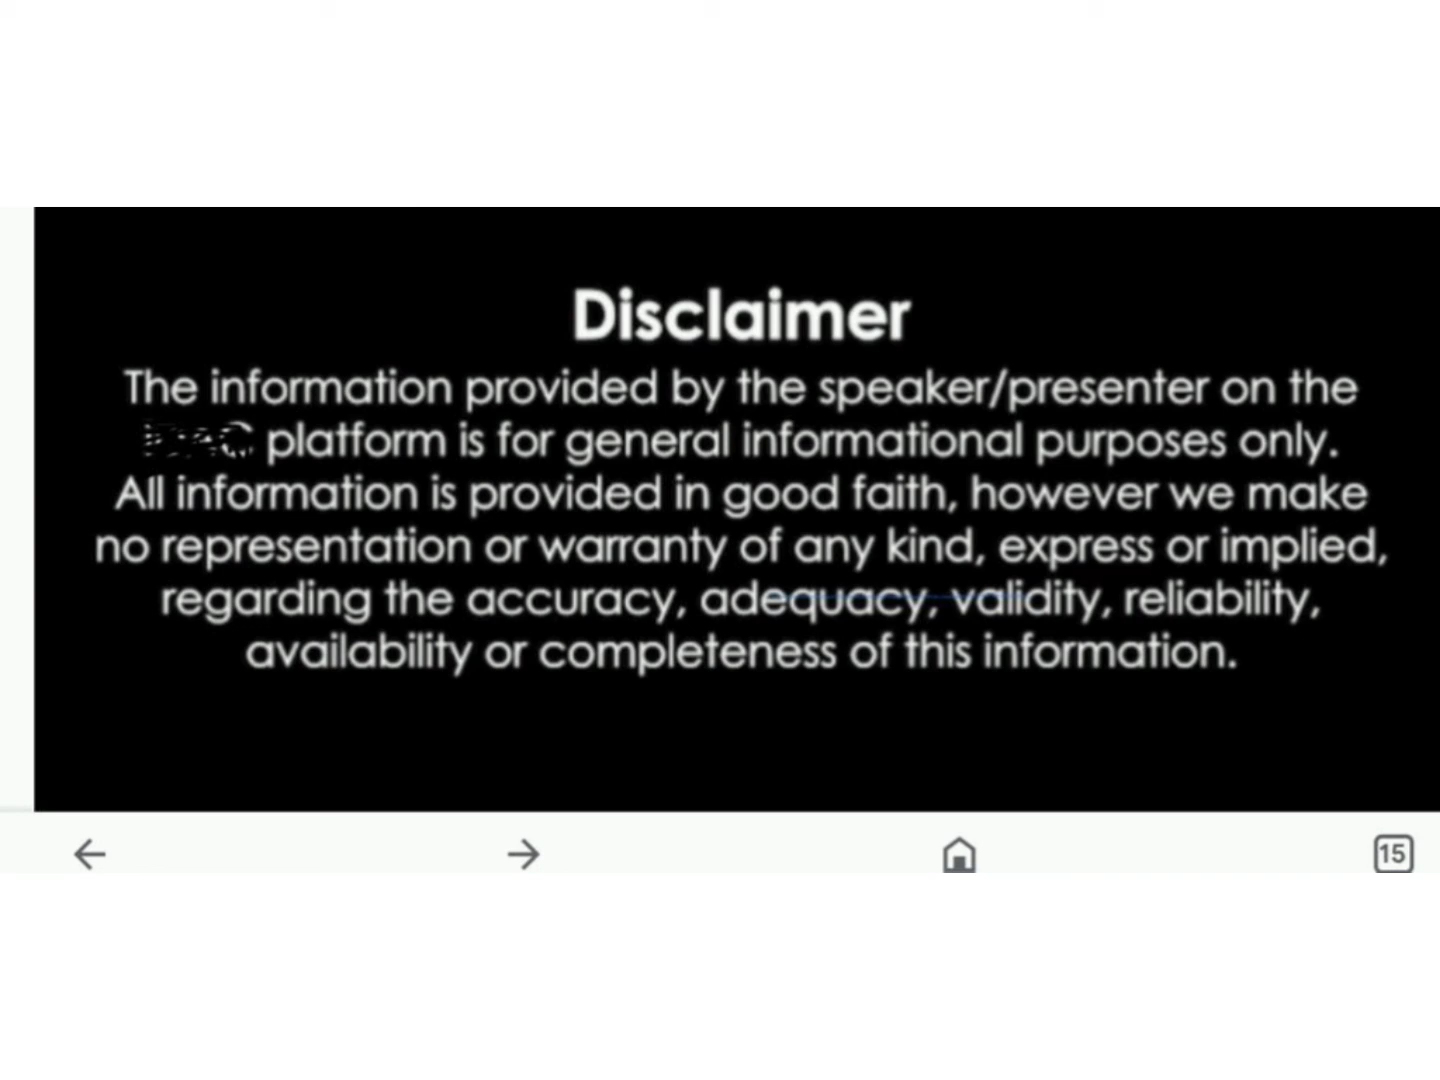 Disclaimer
The information provided by the speaker/presenter on the
platform is for general informational purposes only.
All information is provided in good faith, however we make
no representation or warranty of any kind, express or implied,
regarding the accuracy, adequacy, validity, reliability,
availability or completeness of this information.
15